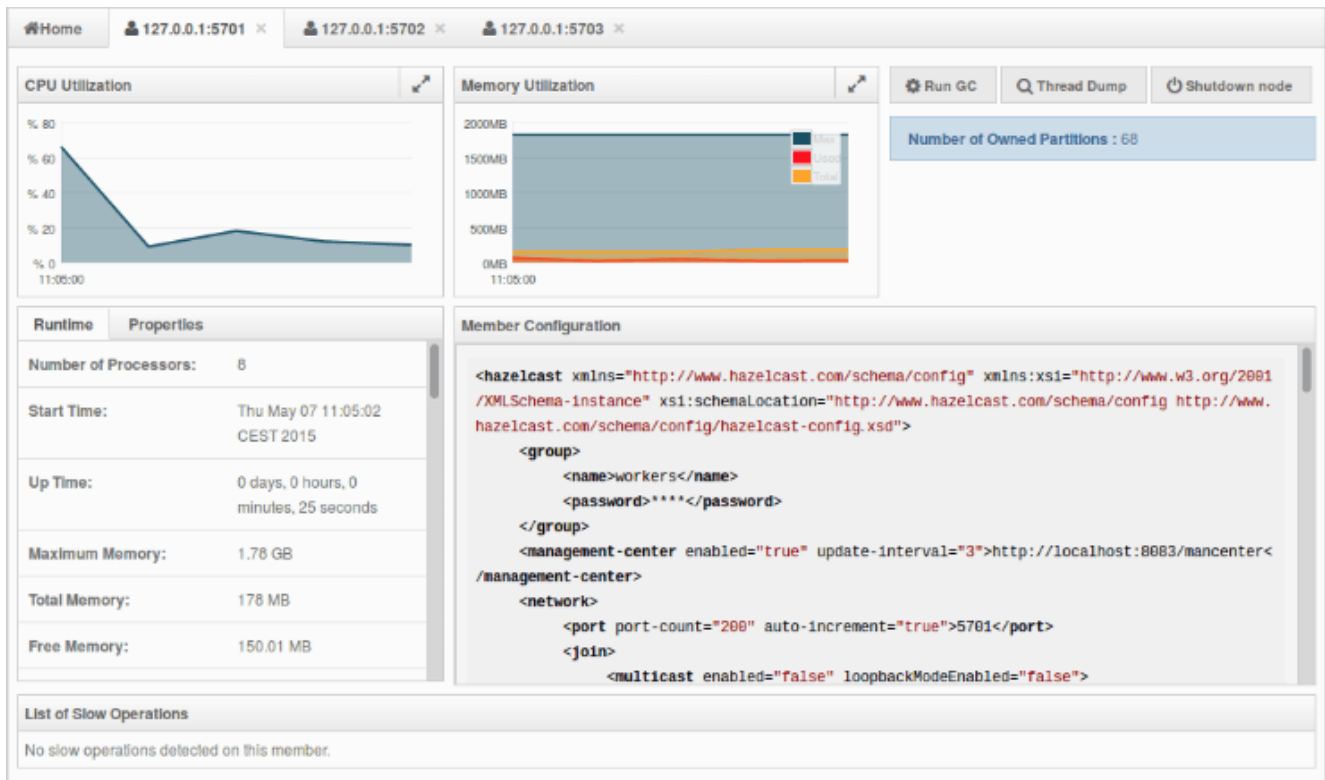 Home 127.0.0.1:5701 × 127.0.0.1:5702 × 127.0.0.1:5703 ×
CPU Utilization
% 80
% 60
% 40
% 20
% 0
11:05:00
Memory Utilization
2000MB
1500MB
1000MB
500MB
0MB
11:05:00
Max
Used
Total
Run GC Thread Dump Shutdown node
Number of Owned Partitions : 68
Runtime Properties
Number of Processors: 8
Start Time: Thu May 07 11:05:02
CEST 2015
Up Time: 0 days, 0 hours, 0
minutes, 25 seconds
Maximum Memory: 1.78 GB
Total Memory: 178 MB
Free Memory: 150.01 MB
Member Configuration
<hazelcast xmlns="http://www.hazelcast.com/schema/config" xmlns:xsi="http://www.w3.org/2001
/XMLSchema-instance" xsi:schemaLocation="http://www.hazelcast.com/schema/config http://www.
hazelcast.com/schema/config/hazelcast-config.xsd">
<group>
<name>workers</name>
<password>****</password>
</group>
<management-center enabled="true" update-interval="3">http://localhost:8083/mancenter<
/management-center>
<network>
<port port-count="200" auto-increment="true">5701</port>
<join>
<multicast enabled="false" loopbackModeEnabled="false">
List of Slow Operations
No slow operations detected on this member.